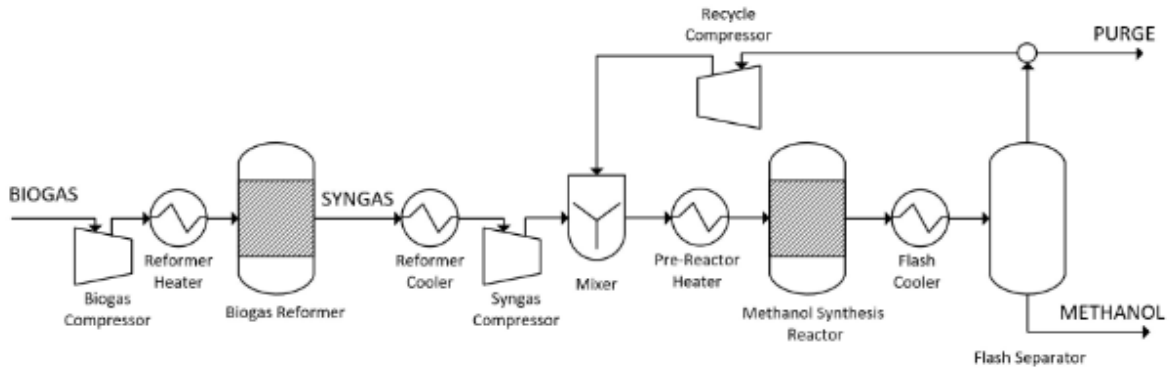 Recycle
Compressor
PURGE
BIOGAS
SYNGAS
Reformer
Heater
Reformer
Cooler
Mixer
Pre-Reactor
Heater
Flash
Cooler
Biogas
Compressor
Biogas Reformer
Syngas
Compressor
Methanol Synthesis
Reactor
METHANOL
Flash Separator